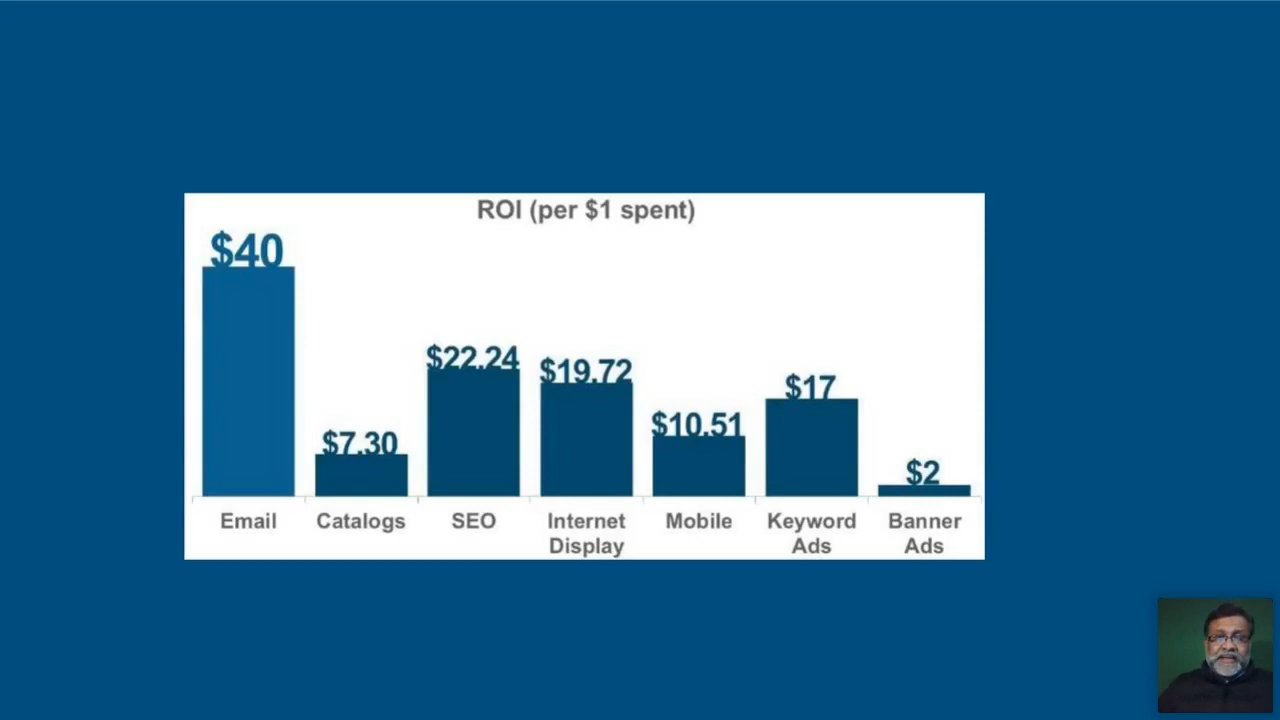 ROI (per $1 spent)
$40
$7.30
$22.24
$19.72
$10.51
$17
$2
Email
Catalogs
SEO
Internet
Display
Mobile
Keyword
Ads
Banner
Ads